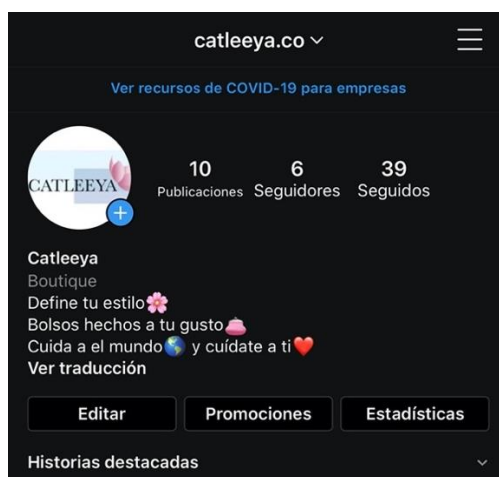 catleeya.co
Ver recursos de COVID-19 para empresas
CATLEEYA
10 6 39
Publicaciones Seguidores Seguidos
Catleeya
Boutique
Define tu estilo🌸
Bolsos hechos a tu gusto👛
Cuida a el mundo🌎 y cuídate a ti❤️
Ver traducción
Editar Promociones Estadísticas
Historias destacadas